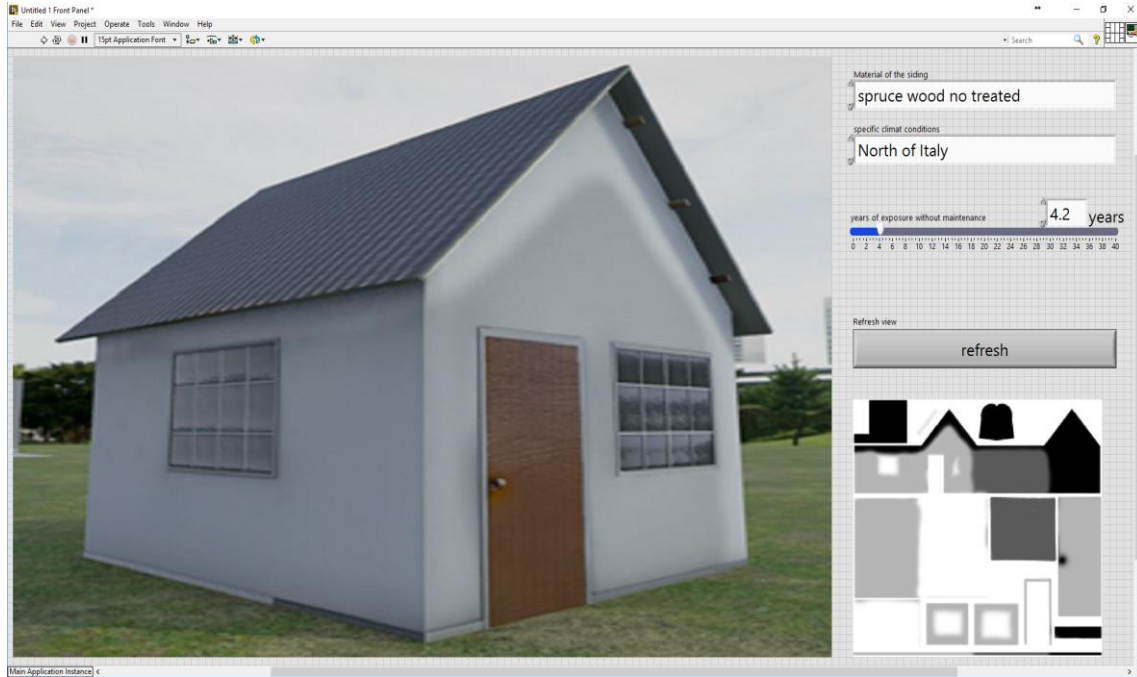 Untitled 1 Front Panel *
File Edit View Project Operate Tools Window Help
15pt Application Font
Search
Material of the siding
spruce wood no treated
specific climat conditions
North of Italy
years of exposure without maintenance
4.2 years
0 2 4 6 8 10 12 14 16 18 20 22 24 26 28 30 32 34 36 38 40
Refresh view
refresh
Main Application Instance